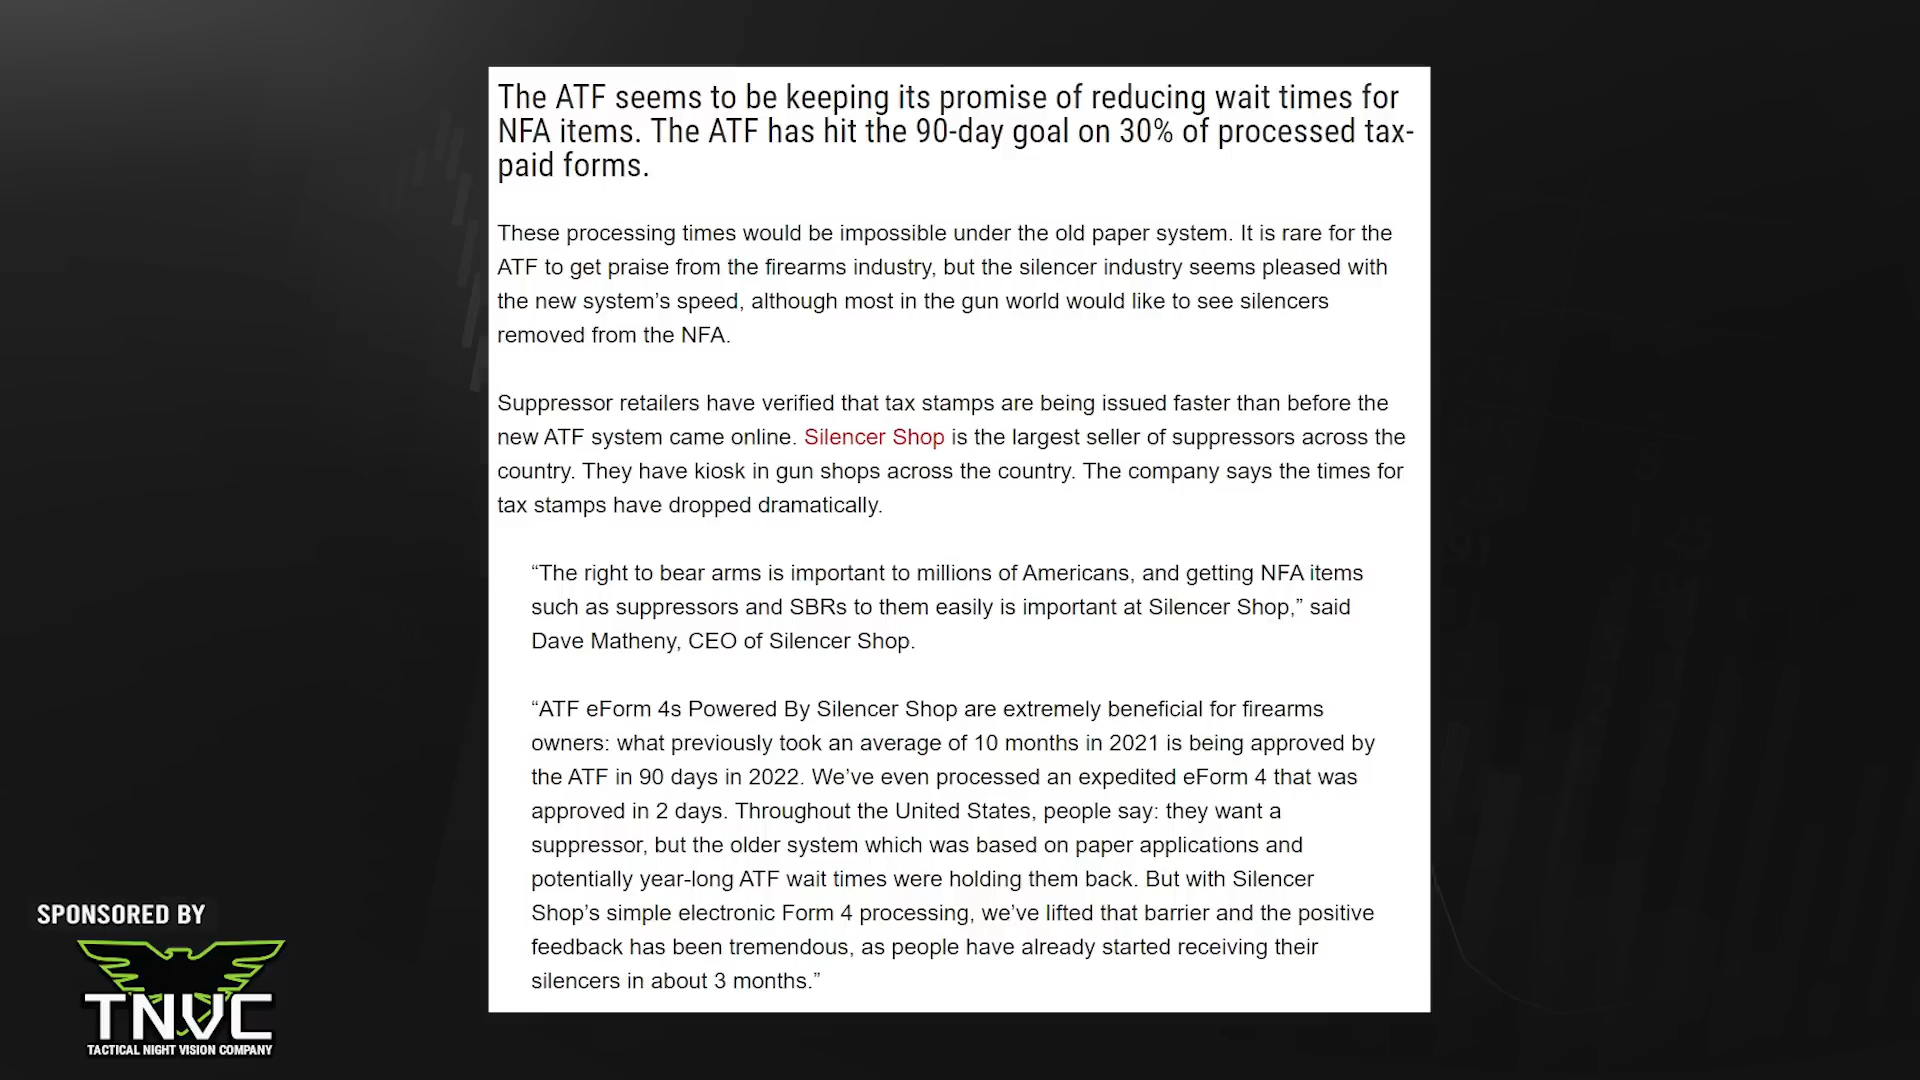 The ATF seems to be keeping its promise of reducing wait times for
NFA items. The ATF has hit the 90-day goal on 30% of processed tax-
paid forms.
These processing times would be impossible under the old paper system. It is rare for the
ATF to get praise from the firearms industry, but the silencer industry seems pleased with
the new system’s speed, although most in the gun world would like to see silencers
removed from the NFA.
Suppressor retailers have verified that tax stamps are being issued faster than before the
new ATF system came online. Silencer Shop is the largest seller of suppressors across the
country. They have kiosk in gun shops across the country. The company says the times for
tax stamps have dropped dramatically.
“The right to bear arms is important to millions of Americans, and getting NFA items
such as suppressors and SBRs to them easily is important at Silencer Shop,” said
Dave Matheny, CEO of Silencer Shop.
“ATF eForm 4s Powered By Silencer Shop are extremely beneficial for firearms
owners: what previously took an average of 10 months in 2021 is being approved by
the ATF in 90 days in 2022. We’ve even processed an expedited eForm 4 that was
approved in 2 days. Throughout the United States, people say: they want a
suppressor, but the older system which was based on paper applications and
potentially year-long ATF wait times were holding them back. But with Silencer
Shop’s simple electronic Form 4 processing, we’ve lifted that barrier and the positive
feedback has been tremendous, as people have already started receiving their
silencers in about 3 months.”
SPONSORED BY
TNVC
TACTICAL NIGHT VISION COMPANY